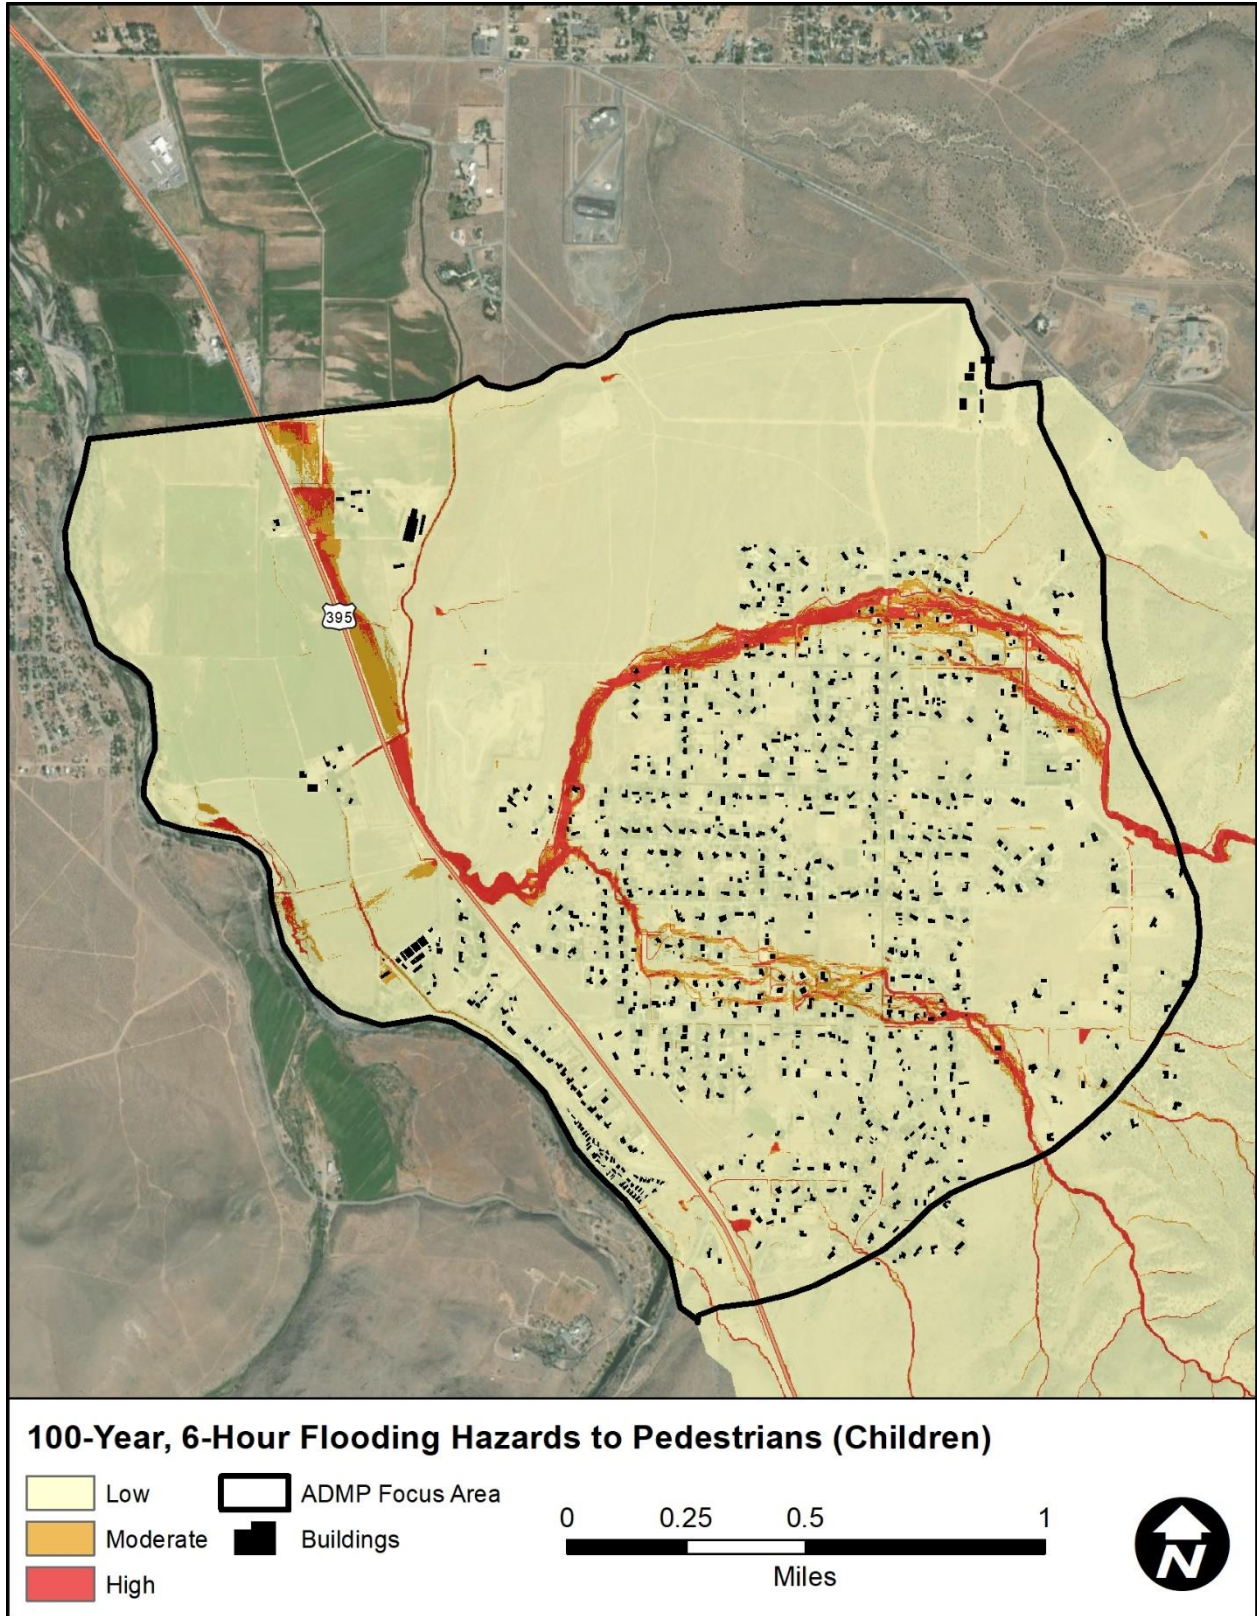 395
100-Year, 6-Hour Flooding Hazards to Pedestrians (Children)
Low
ADMP Focus Area
Moderate
Buildings
High
0 0.25 0.5 1
Miles
N